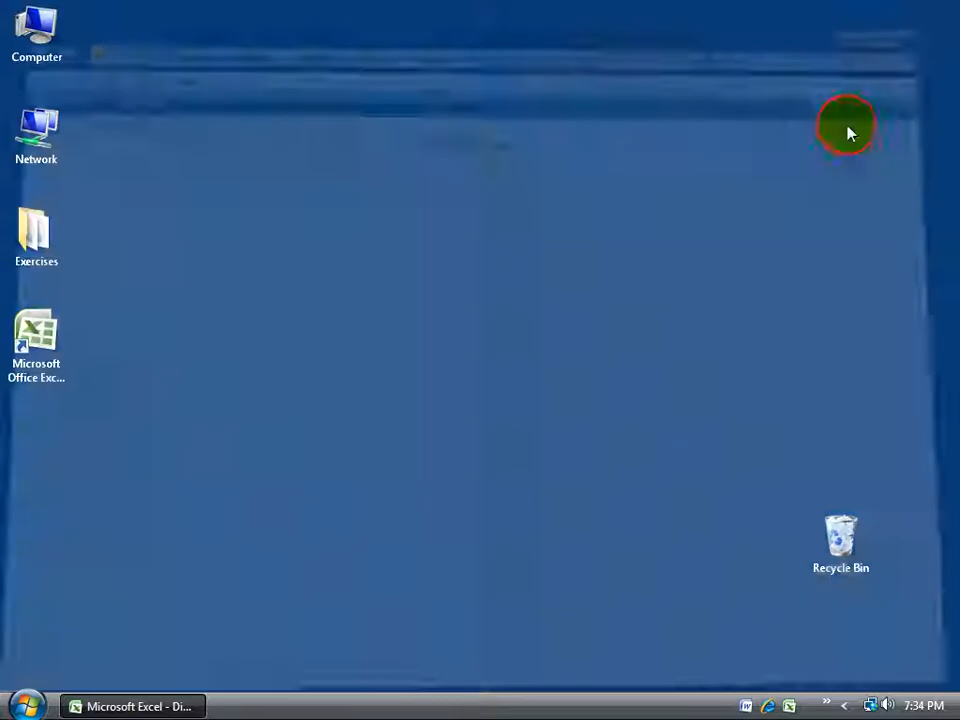 Computer
Network
Exercises
Microsoft
Office Exc...
Recycle Bin
Microsoft Excel - Di...
7:34 PM